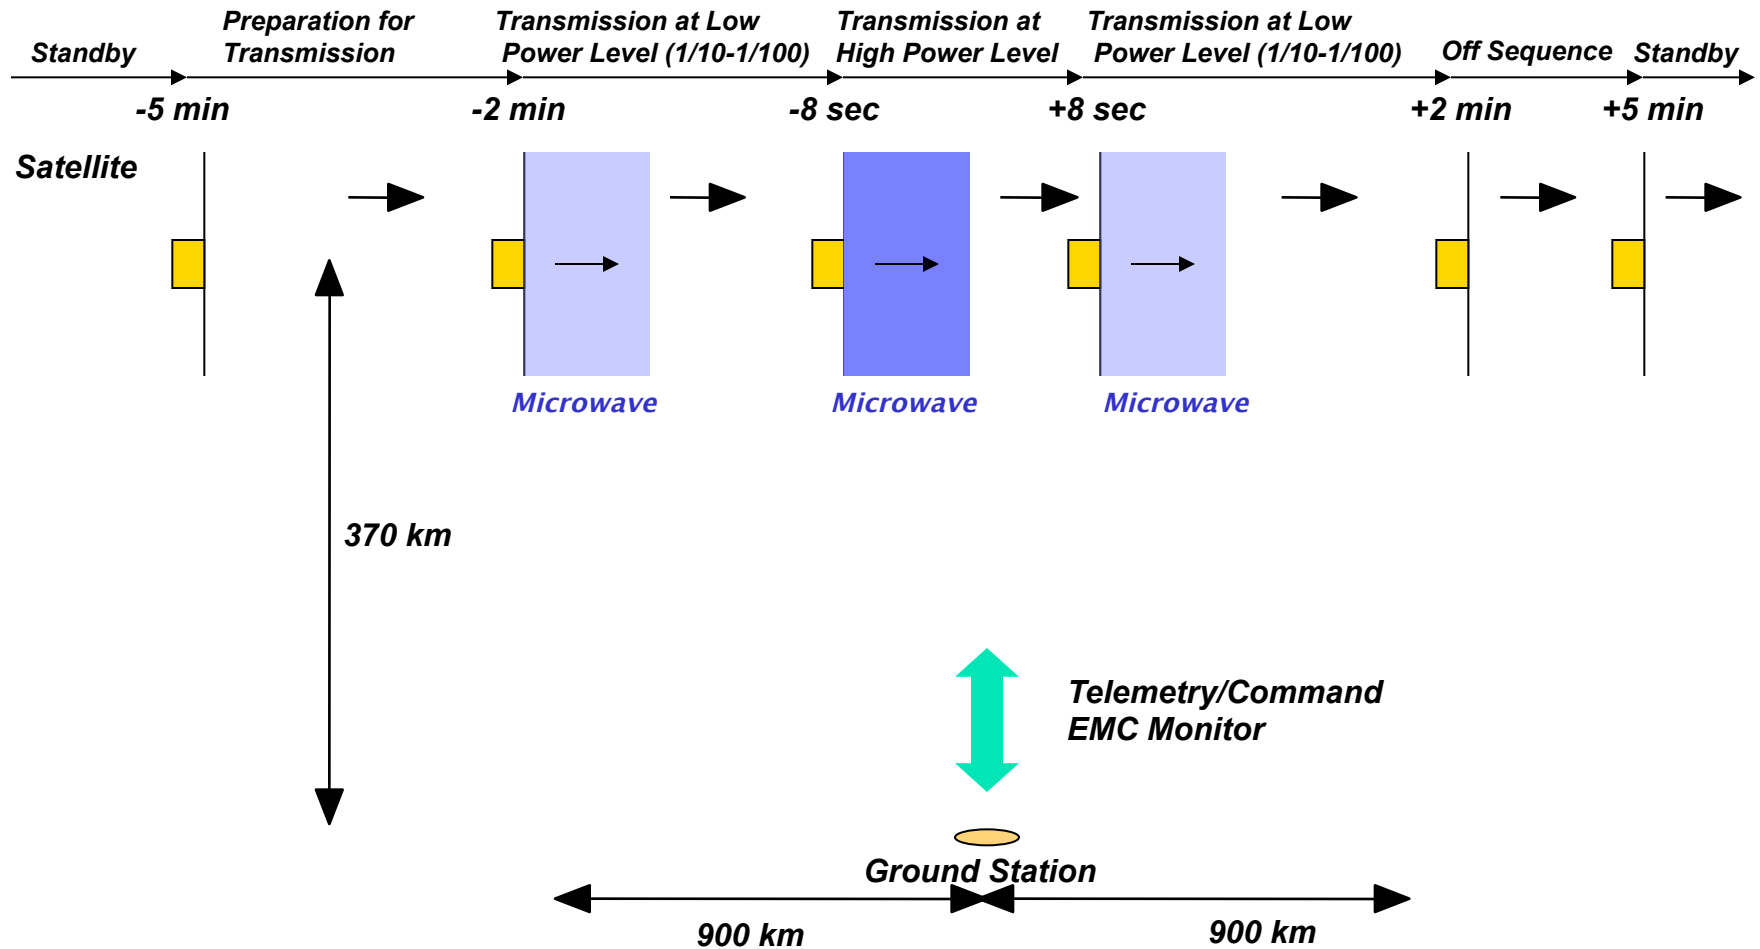 Standby
Preparation for
Transmission
Transmission at Low
Power Level (1/10-1/100)
Transmission at
High Power Level
Transmission at Low
Power Level (1/10-1/100)
Off Sequence
Standby
-5 min
-2 min
-8 sec
+8 sec
+2 min
+5 min
Satellite
Microwave
Microwave
Microwave
370 km
Telemetry/Command
EMC Monitor
Ground Station
900 km
900 km